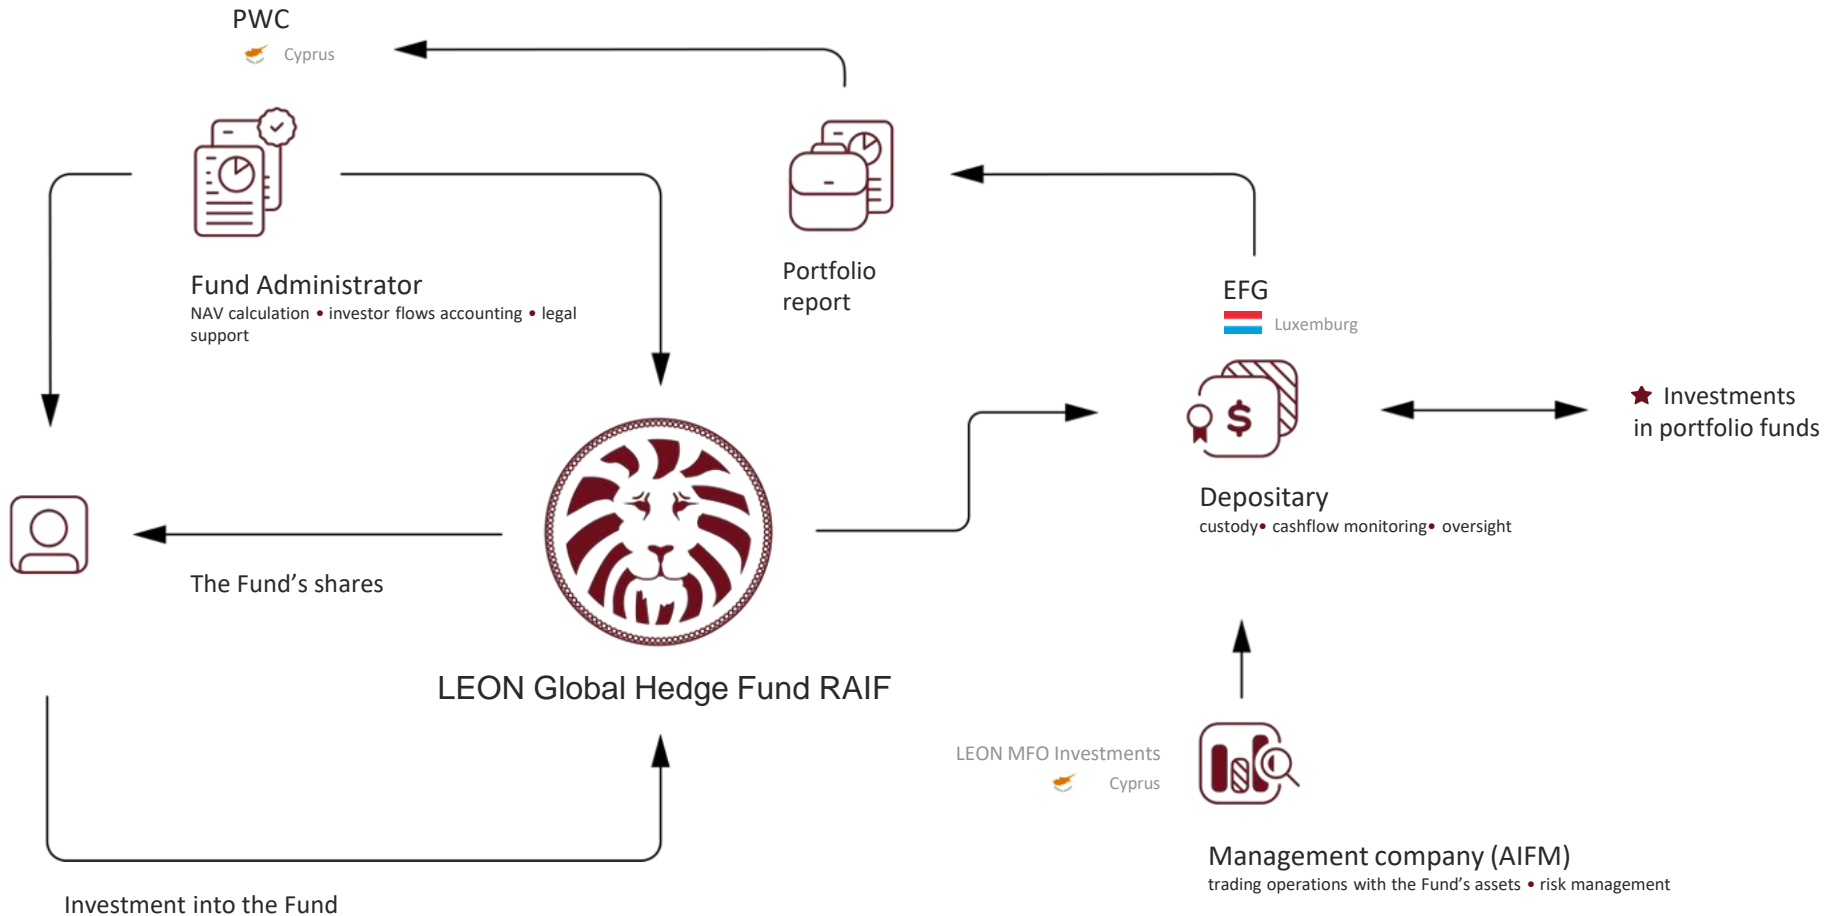 PWC
Cyprus
Fund Administrator
NAV calculation • investor flows accounting • legal
support
Portfolio
report
EFG
Luxemburg
Depositary
custody• cashflow monitoring• oversight
★ Investments
in portfolio funds
The Fund's shares
LEON Global Hedge Fund RAIF
LEON MFO Investments
Cyprus
Management company (AIFM)
trading operations with the Fund's assets • risk management
Investment into the Fund